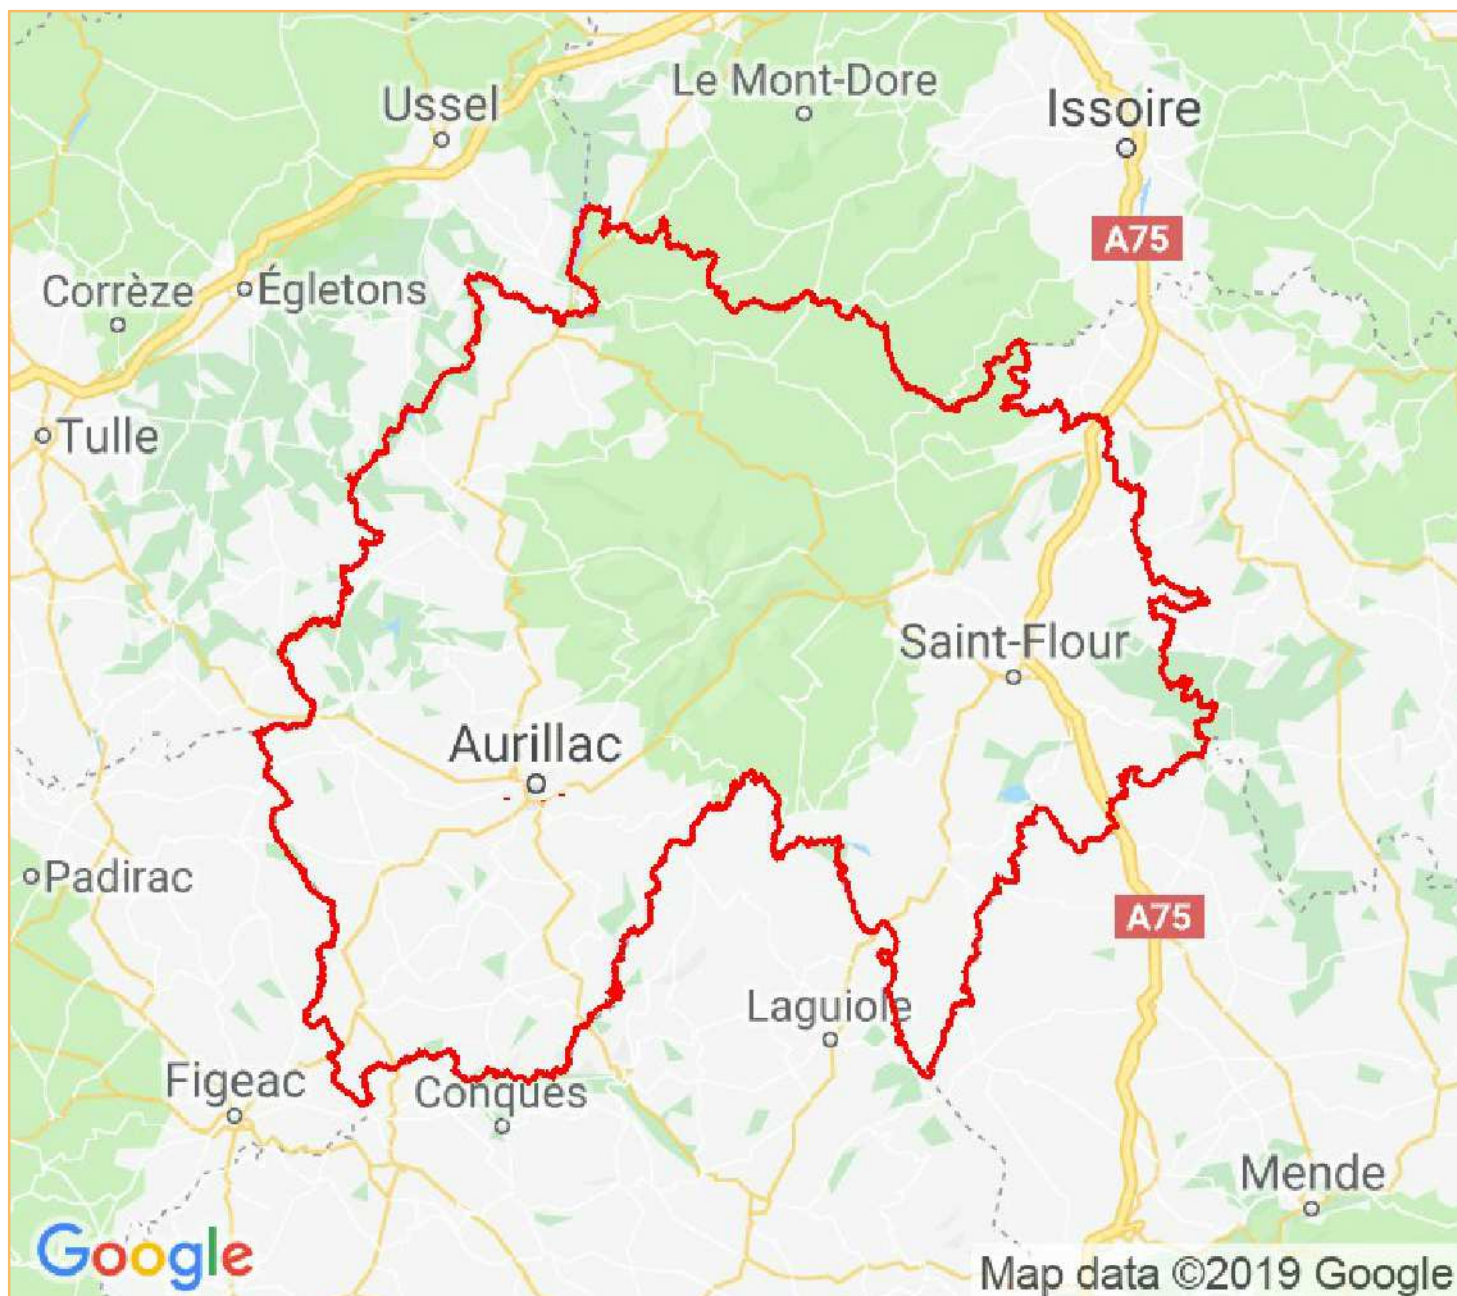 Le Mont-Dore
Ussel
Issoire
A75
Égletons
Corrèze
Tulle
Saint-Flour
Aurillac
Padirac
A75
Laguiole
Figeac
Conques
Mende
Google
Map data ©2019 Google